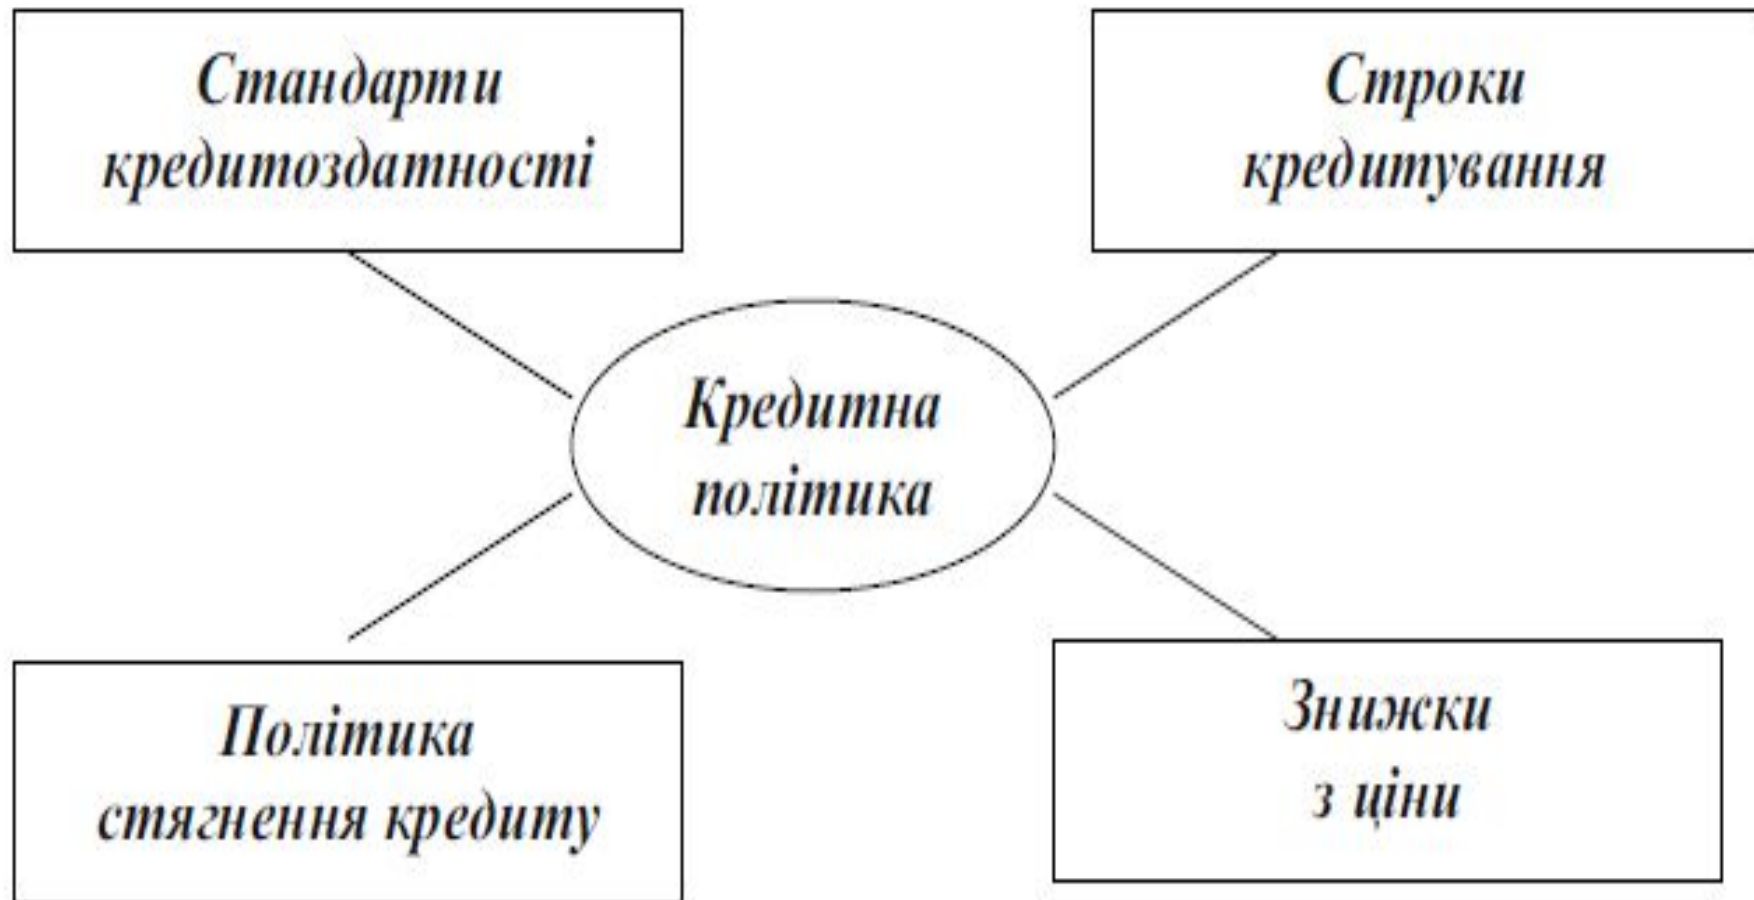 Стандарти
кредитоздатності
Строки
кредитування
Кредитна
політика
Політика
стягнення кредиту
Знижки
з ціни